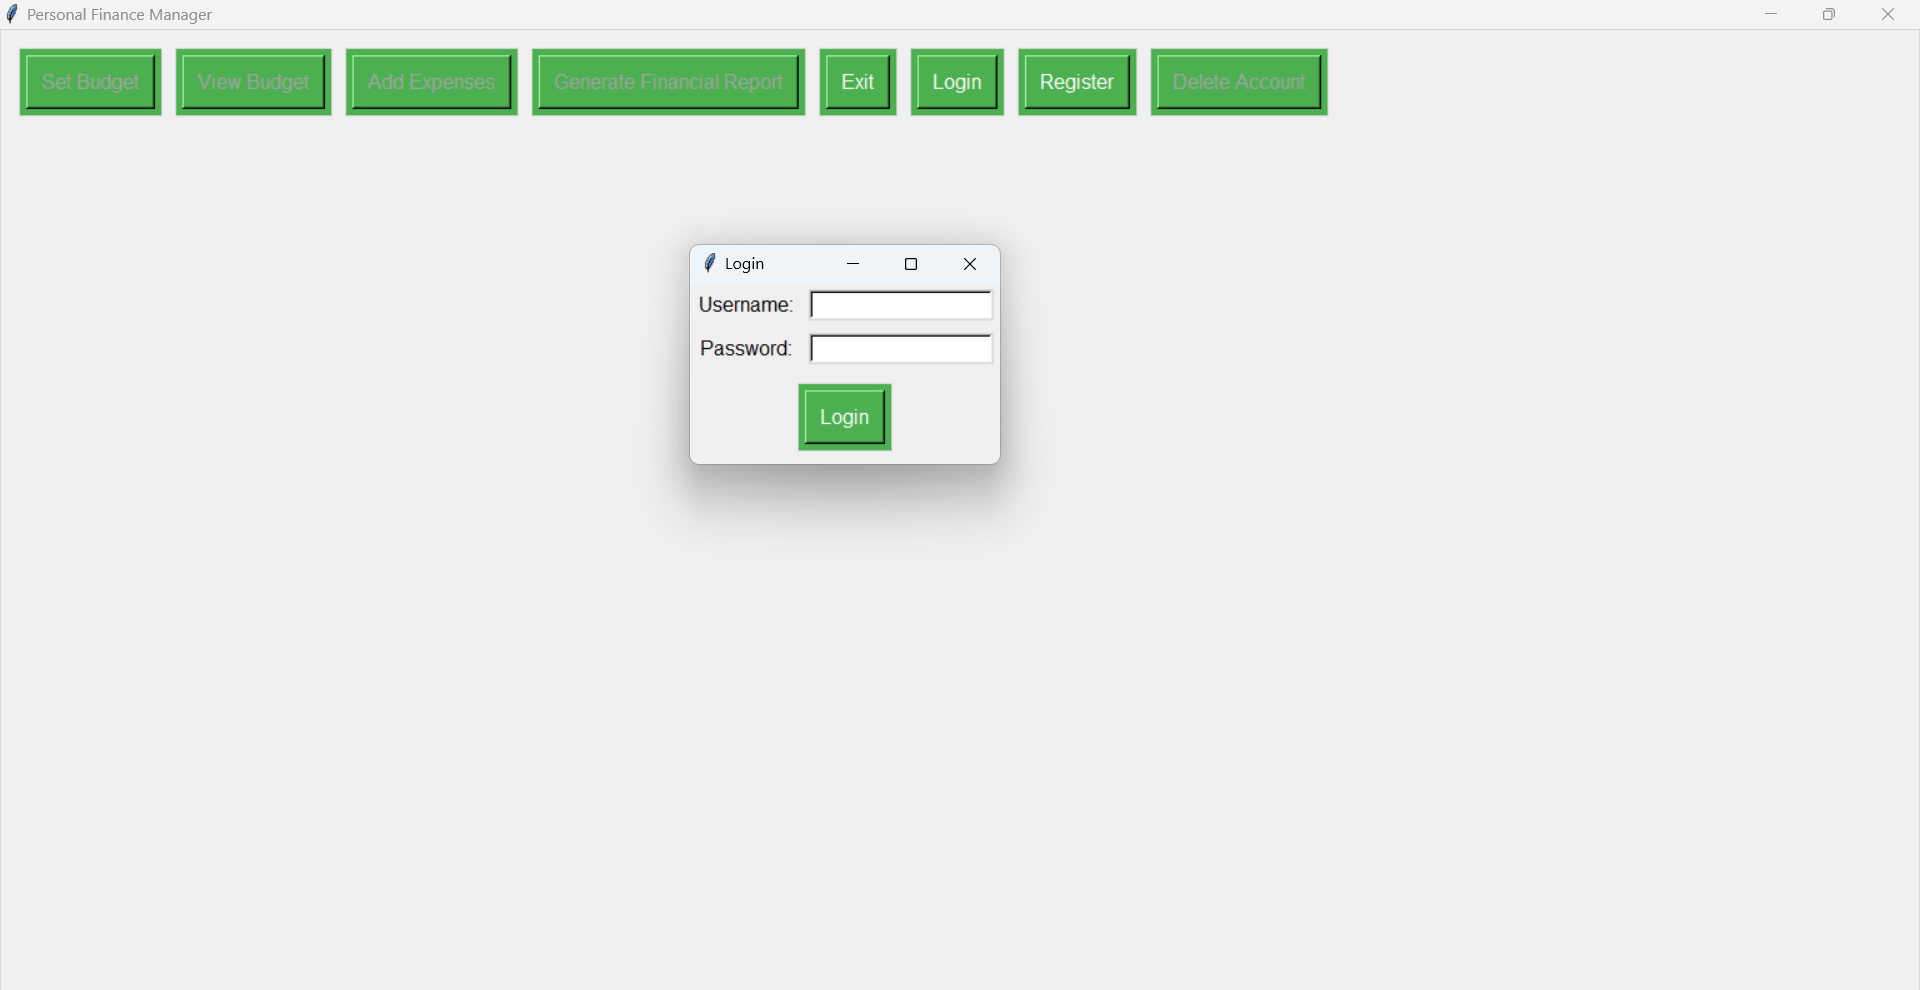 Personal Finance Manager
Set Budget View Budget Add Expenses Generate Financial Report Exit Login Register Delete Account
Login
Username:
Password:
Login